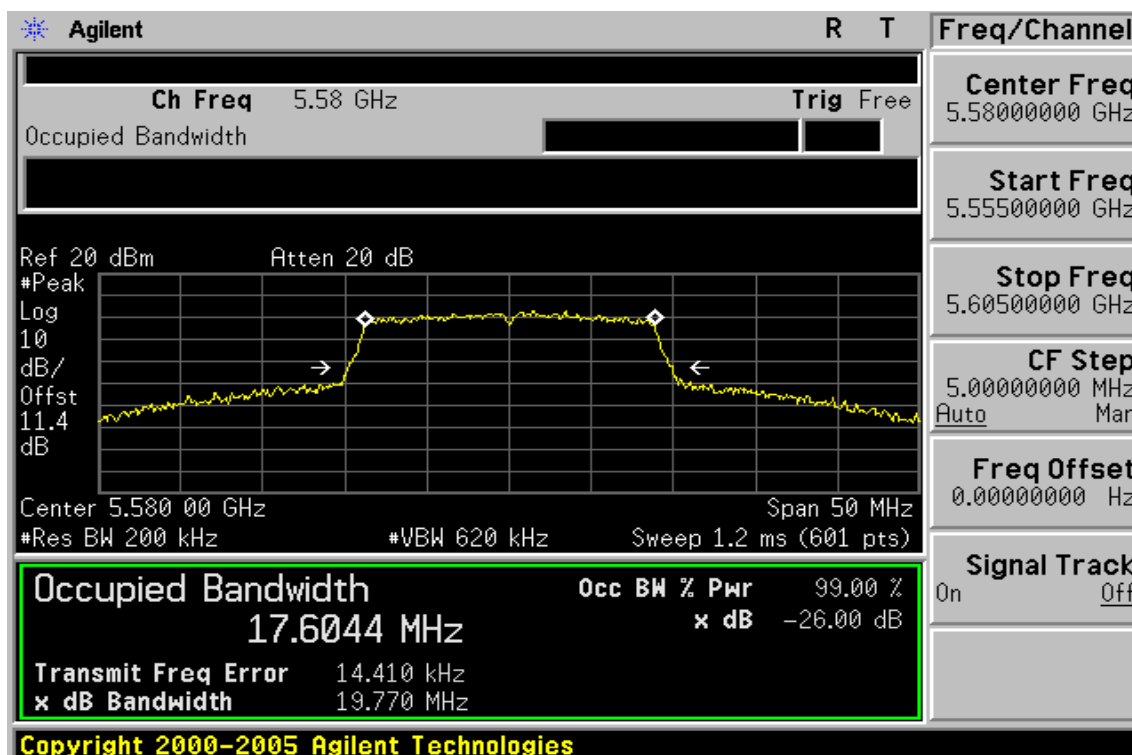 Agilent R T
Freq/Channel
Ch Freq 5.58 GHz Trig Free
Occupied Bandwidth
Center Freq
5.58000000 GHz
Start Freq
5.55500000 GHz
Stop Freq
5.60500000 GHz
CF Step
5.00000000 MHz
Auto Man
Freq Offset
0.00000000 Hz
Signal Track
On Off
Ref 20 dBm Atten 20 dB
#Peak
Log
10
dB/
Offst
11.4
dB
Center 5.580 00 GHz Span 50 MHz
#Res BW 200 kHz #VBW 620 kHz Sweep 1.2 ms (601 pts)
Occupied Bandwidth
17.6044 MHz
Occ BW % Pwr 99.00 %
x dB -26.00 dB
Transmit Freq Error 14.410 kHz
x dB Bandwidth 19.770 MHz
Copyright 2000-2005 Agilent Technologies